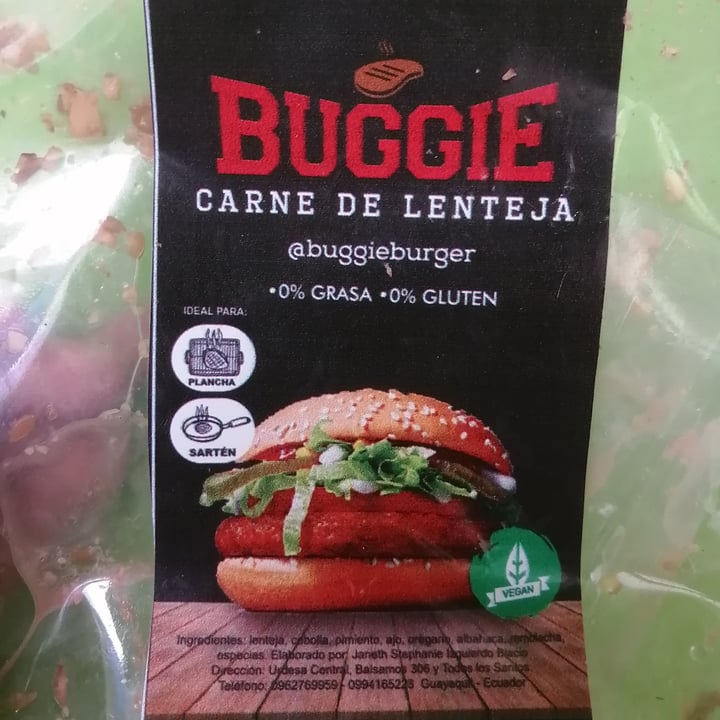 BUGGIE
CARNE DE LENTEJA
@buggieburger
•0% GRASA •0% GLUTEN
IDEAL PARA:
PLANCHA
SARTÉN
VEGAN
Ingredientes: lenteja, cebolla, pimiento, ajo, orégano, albahaca, remolacha,
especias. Elaborado por: Janeth Stephanie Izquierdo
Dirección: Urdesa Central, Balsamos 306 y Todos los Santos
Teléfono: 0962769959 - 0994165223 Guayaquil - Ecuador